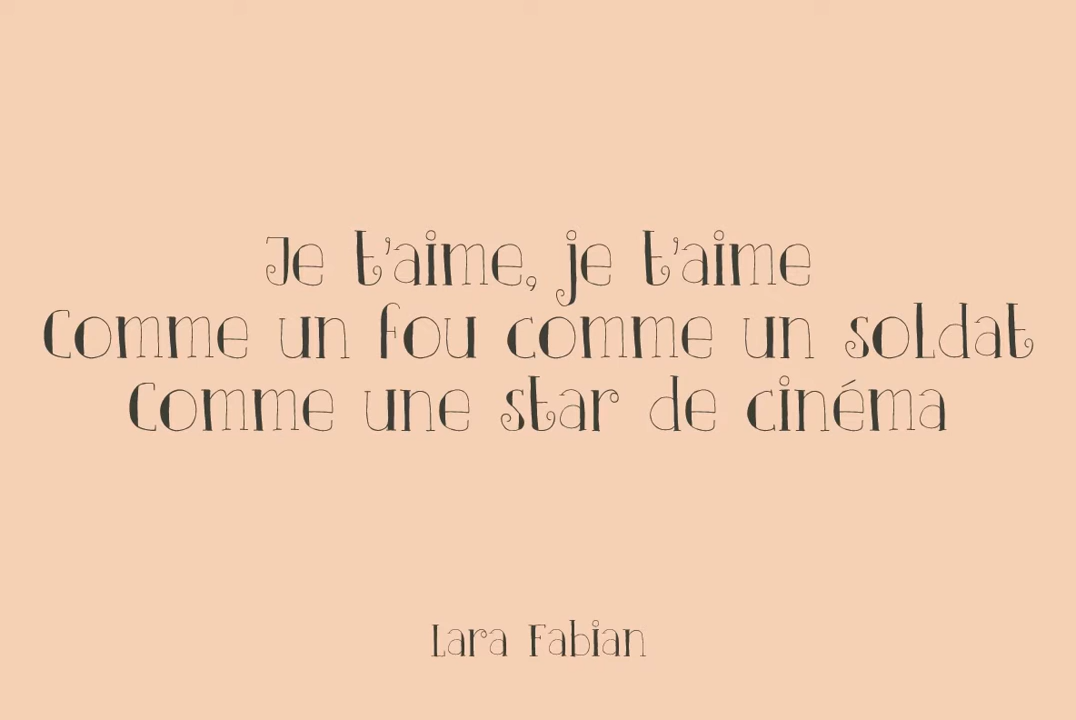 Je t'aime, je t'aime
Comme un fou comme un soldat
Comme une star de cinéma
Lara Fabian